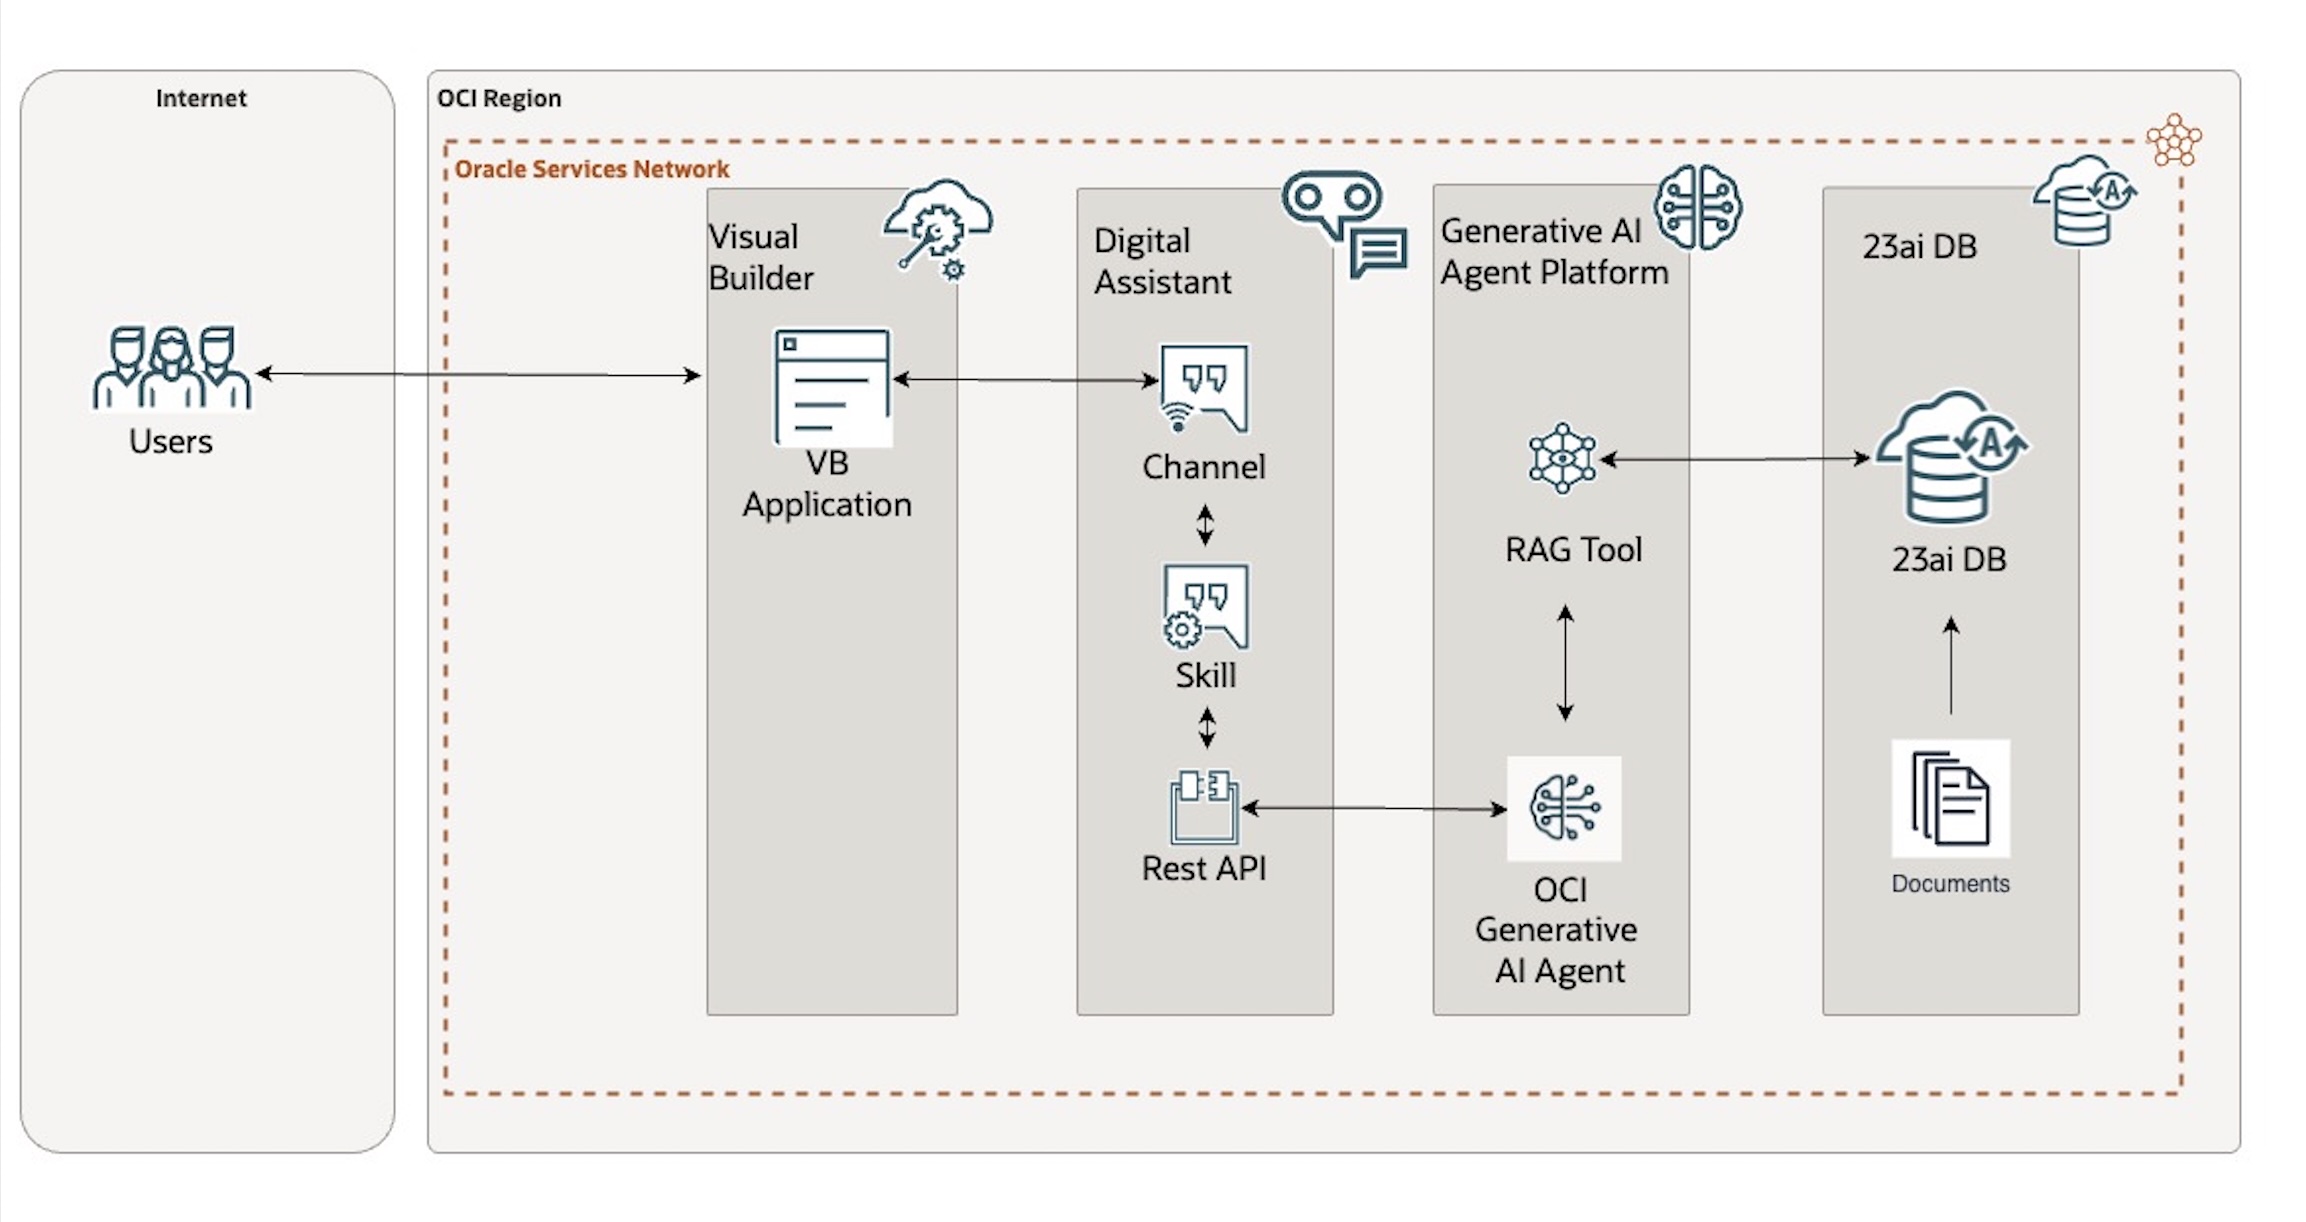 Internet
OCI Region
Oracle Services Network
Visual
Builder
Digital
Assistant
Generative AI
Agent Platform
23ai DB
A
Users
VB
Application
Channel
Skill
Rest API
RAG Tool
OCI
Generative
AI Agent
A
23ai DB
Documents